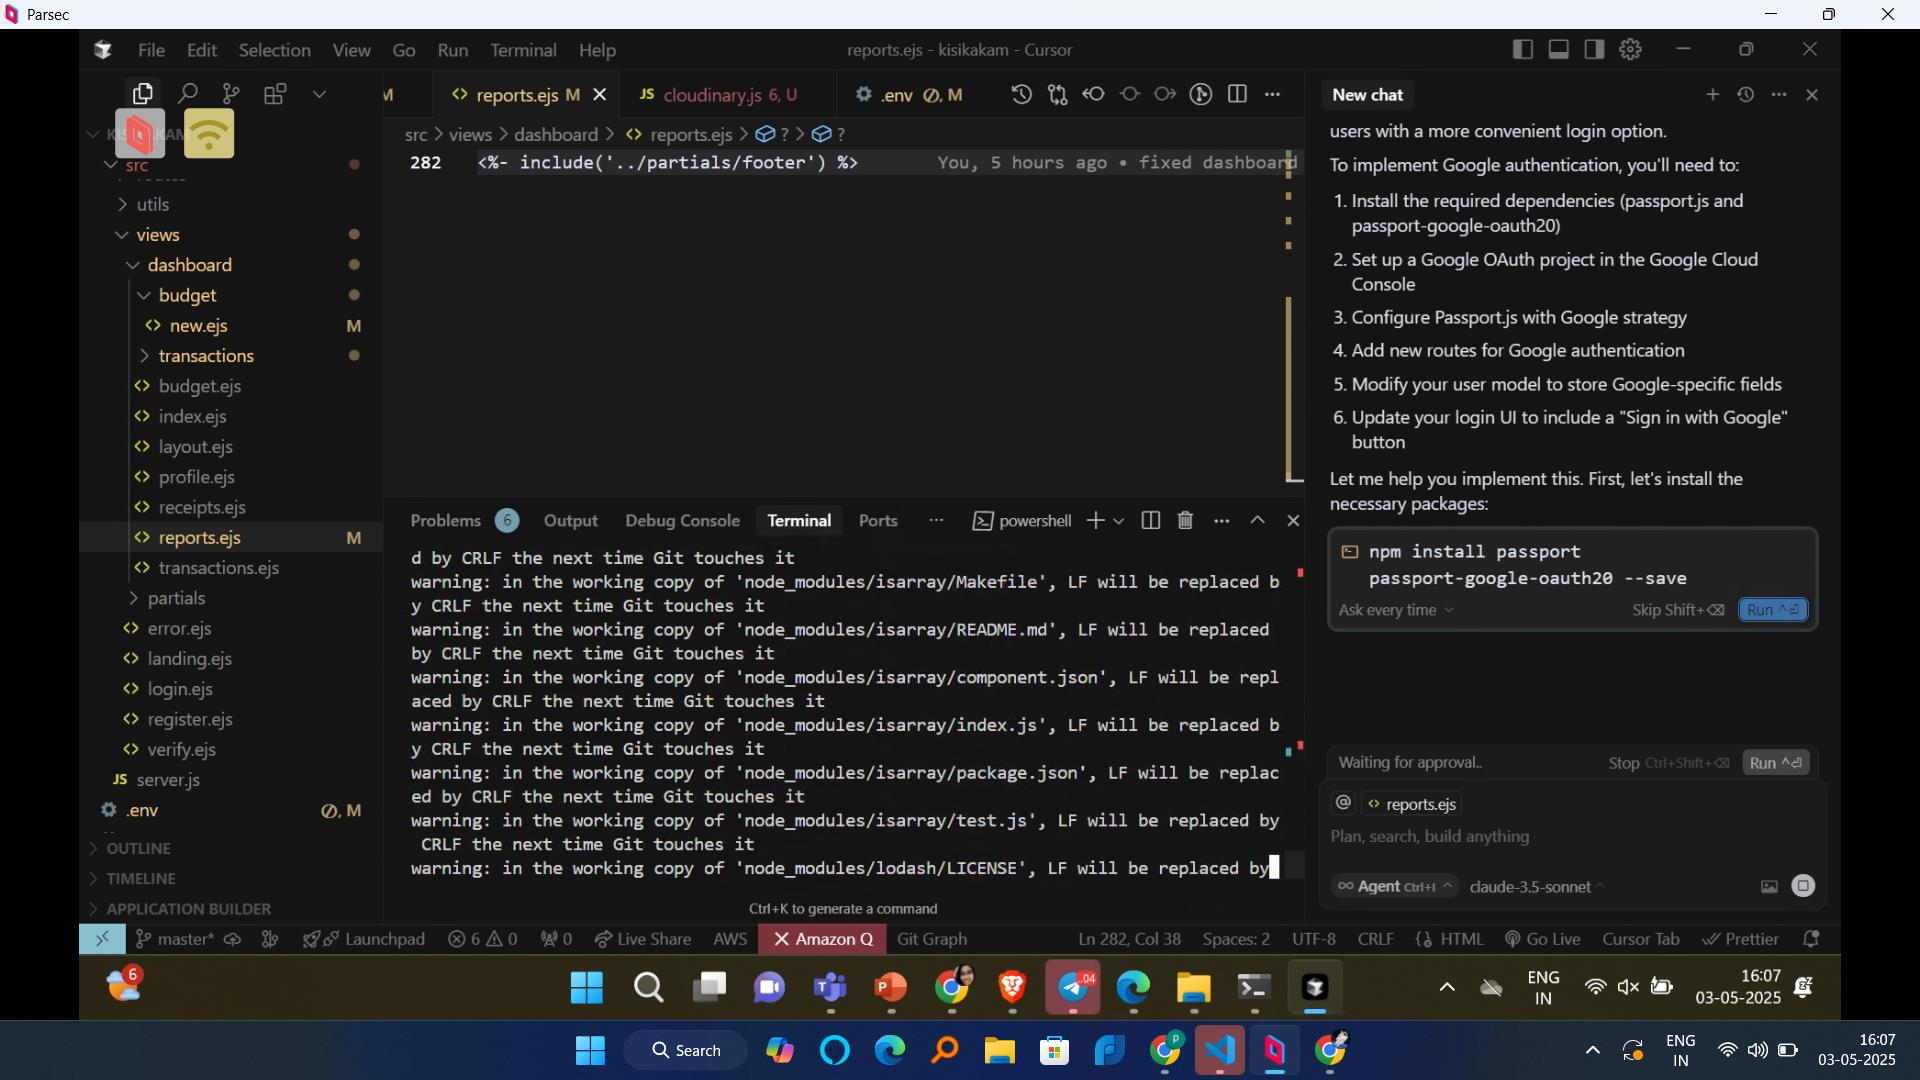 Parsec
File Edit Selection View Go Run Terminal Help
reports.ejs - kisikakam - Cursor
M
reports.ejs M
JS cloudinary.js 6, U
.env M
New chat
src > views > dashboard > reports.ejs > ? > ?
src
utils
views
dashboard
budget
new.ejs M
transactions
budget.ejs
index.ejs
layout.ejs
profile.ejs
receipts.ejs
reports.ejs M
transactions.ejs
partials
error.ejs
landing.ejs
login.ejs
register.ejs
verify.ejs
JS server.js
.env , M
OUTLINE
TIMELINE
APPLICATION BUILDER
282 <%- include('../partials/footer') %> You, 5 hours ago • fixed dashboard
Problems 6 Output Debug Console Terminal Ports ... powershell
d by CRLF the next time Git touches it
warning: in the working copy of 'node_modules/isarray/Makefile', LF will be replaced b
y CRLF the next time Git touches it
warning: in the working copy of 'node_modules/isarray/README.md', LF will be replaced
by CRLF the next time Git touches it
warning: in the working copy of 'node_modules/isarray/component.json', LF will be repl
aced by CRLF the next time Git touches it
warning: in the working copy of 'node_modules/isarray/index.js', LF will be replaced b
y CRLF the next time Git touches it
warning: in the working copy of 'node_modules/isarray/package.json', LF will be replac
ed by CRLF the next time Git touches it
warning: in the working copy of 'node_modules/isarray/test.js', LF will be replaced by
CRLF the next time Git touches it
warning: in the working copy of 'node_modules/lodash/LICENSE', LF will be replaced by
Ctrl+K to generate a command
users with a more convenient login option.
To implement Google authentication, you'll need to:
1. Install the required dependencies (passport.js and
passport-google-oauth20)
2. Set up a Google OAuth project in the Google Cloud
Console
3. Configure Passport.js with Google strategy
4. Add new routes for Google authentication
5. Modify your user model to store Google-specific fields
6. Update your login UI to include a "Sign in with Google"
button
Let me help you implement this. First, let's install the
necessary packages:
npm install passport
passport-google-oauth20 --save
Ask every time Skip Shift+⌫ Run ^⏎
Waiting for approval.. Stop Ctrl+Shift+⌫ Run ^⏎
@ reports.ejs
Plan, search, build anything
∞ Agent Ctrl+I claude-3.5-sonnet
master* Launchpad 6 0 0 Live Share AWS Amazon Q Git Graph Ln 282, Col 38 Spaces: 2 UTF-8 CRLF HTML Go Live Cursor Tab Prettier
6
04
ENG
IN
16:07
03-05-2025
Search
P
ENG
IN
16:07
03-05-2025